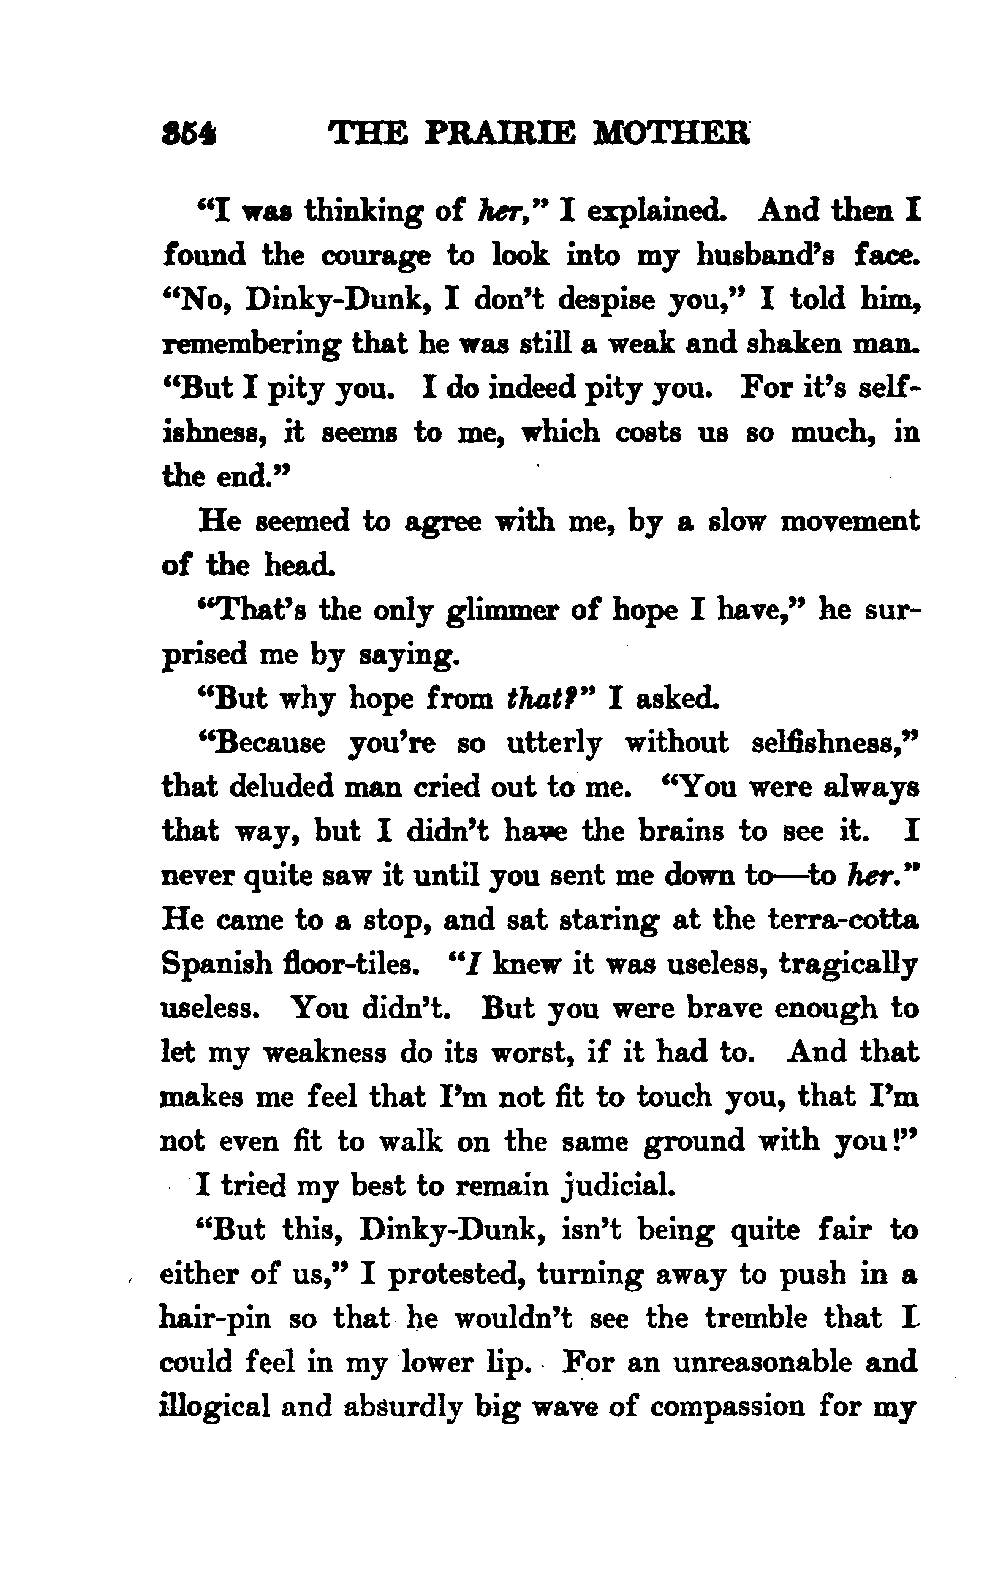 354 THE PRAIRIE MOTHER
“I was thinking of her,” I explained. And then I
found the courage to look into my husband’s face.
“No, Dinky-Dunk, I don’t despise you,” I told him,
remembering that he was still a weak and shaken man.
“But I pity you. I do indeed pity you. For it’s self-
ishness, it seems to me, which costs us so much, in
the end.”
He seemed to agree with me, by a slow movement
of the head.
“That’s the only glimmer of hope I have,” he sur-
prised me by saying.
“But why hope from that?” I asked.
“Because you’re so utterly without selfishness,”
that deluded man cried out to me. “You were always
that way, but I didn’t have the brains to see it. I
never quite saw it until you sent me down to—to her.”
He came to a stop, and sat staring at the terra-cotta
Spanish floor-tiles. “I knew it was useless, tragically
useless. You didn’t. But you were brave enough to
let my weakness do its worst, if it had to. And that
makes me feel that I’m not fit to touch you, that I’m
not even fit to walk on the same ground with you!”
I tried my best to remain judicial.
“But this, Dinky-Dunk, isn’t being quite fair to
either of us,” I protested, turning away to push in a
hair-pin so that he wouldn’t see the tremble that I
could feel in my lower lip. For an unreasonable and
illogical and absurdly big wave of compassion for my